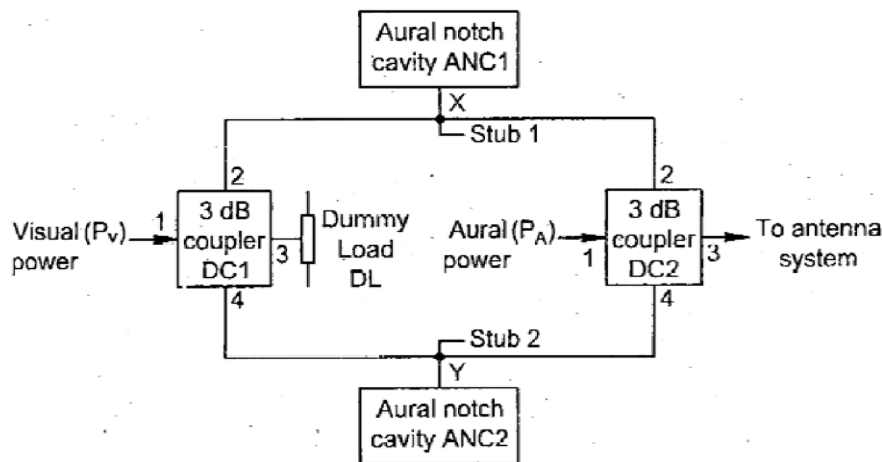 Aural notch
cavity ANC1
X
Stub 1
2
2
Visual (Pv)
power
1
3 dB
coupler
DC1
3
Dummy
Load
DL
Aural (PA)
power
1
3 dB
coupler
DC2
3
To antenna
system
4
4
Stub 2
Y
Aural notch
cavity ANC2